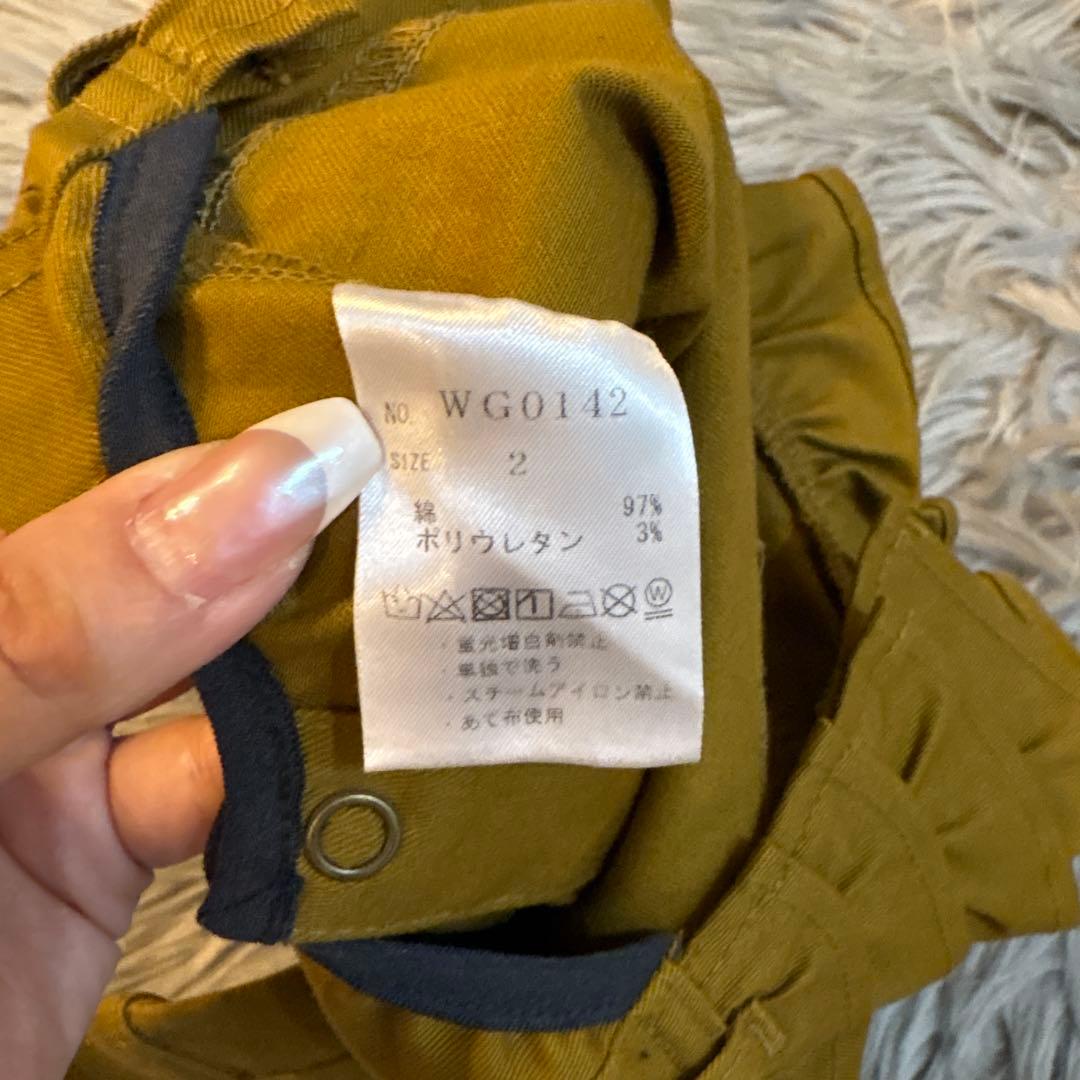 NO. WG0142
SIZE 2
綿 97%
ポリウレタン 3%
W
・蛍光増白剤禁止
・単独で洗う
・スチームアイロン禁止
・あて布使用